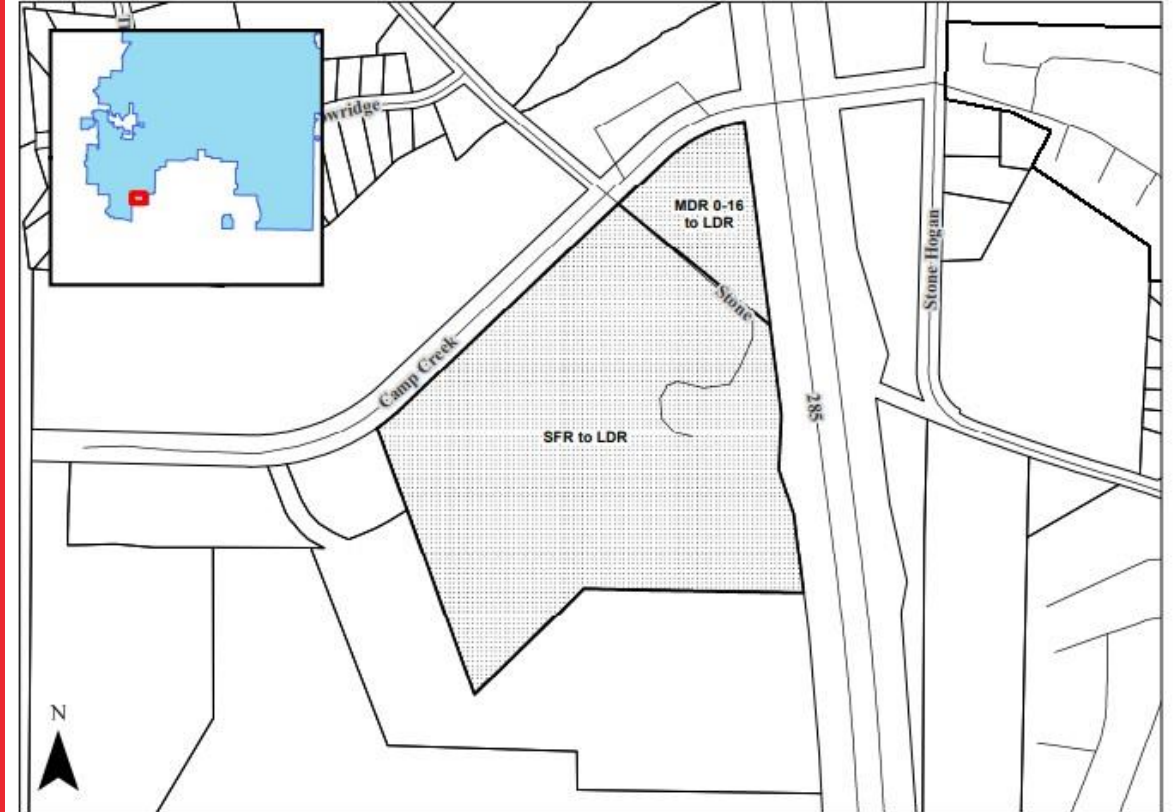 wridge
MDR 0-16
to LDR
Stone
Stone Hogan
Camp Creek
285
SFR to LDR
N